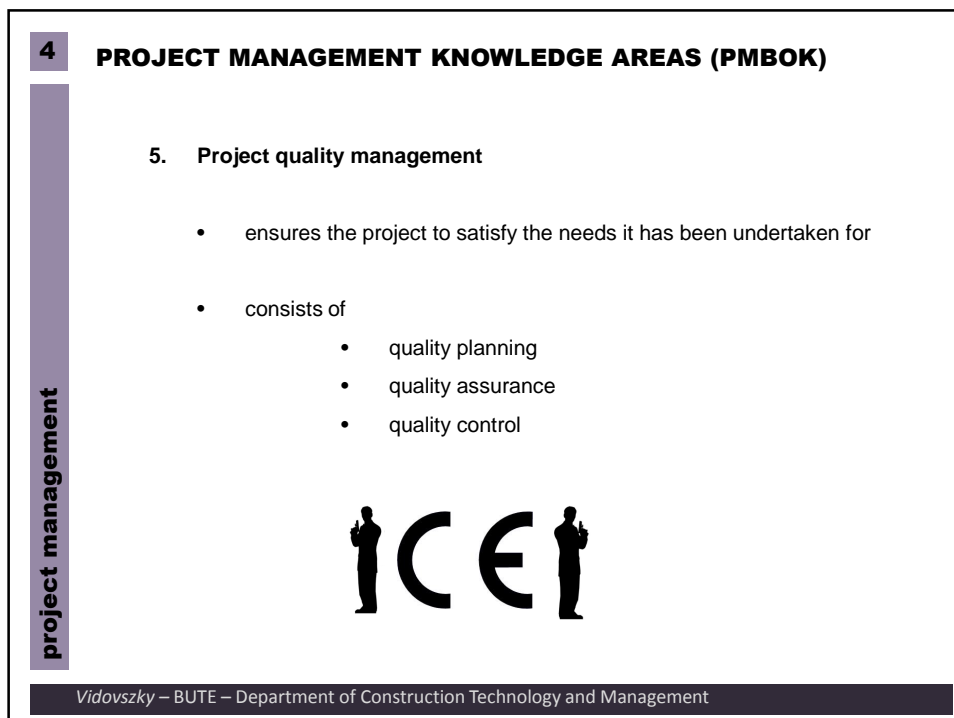 4
PROJECT MANAGEMENT KNOWLEDGE AREAS (PMBOK)
5. Project quality management
• ensures the project to satisfy the needs it has been undertaken for
• consists of
• quality planning
• quality assurance
• quality control
CE
project management
Vidovszky – BUTE – Department of Construction Technology and Management